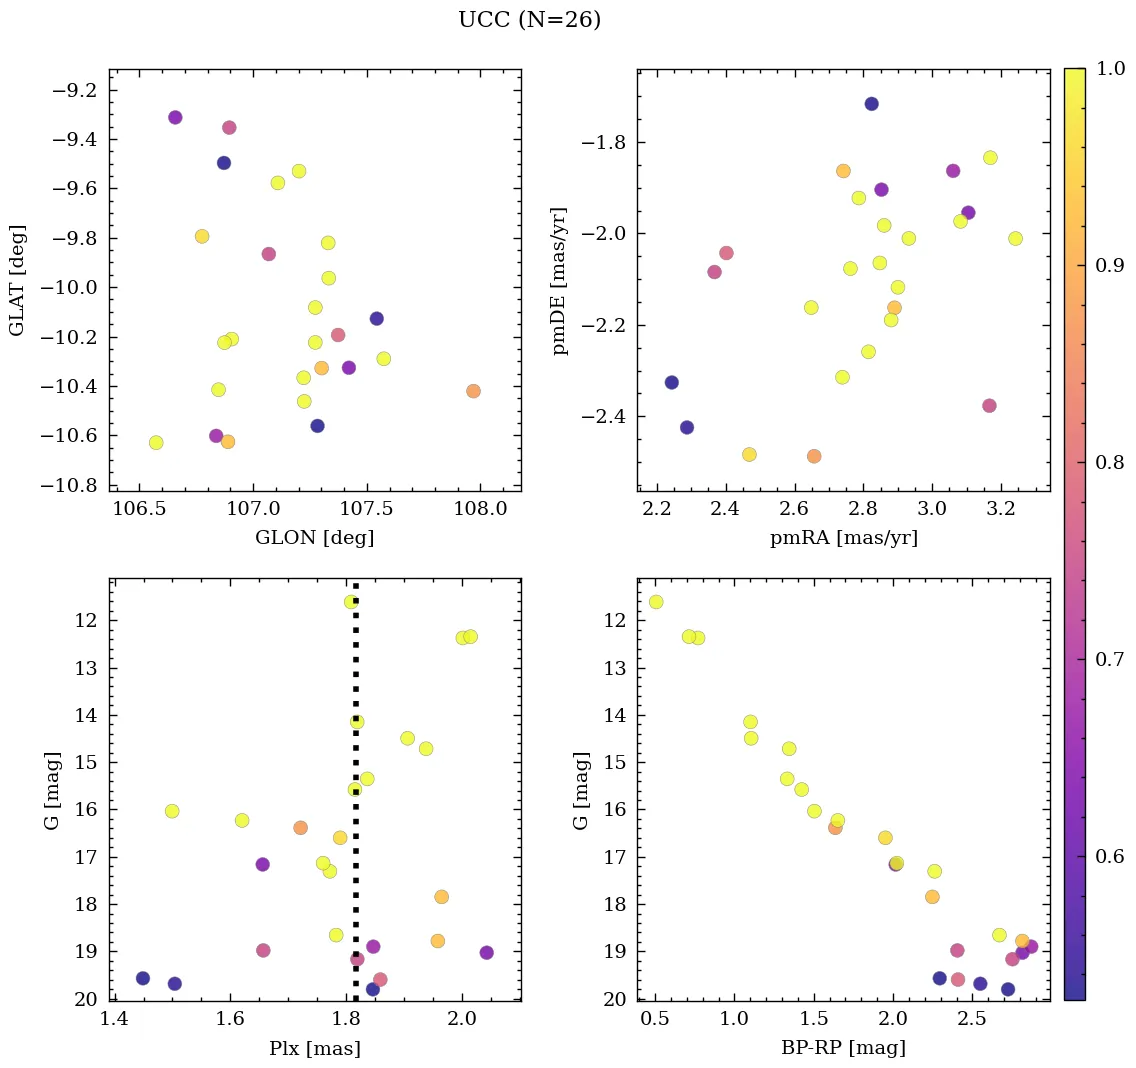 UCC (N=26)
−9.2
−9.4
−9.6
−9.8
−10.0
−10.2
−10.4
−10.6
−10.8
GLAT [deg]
106.5 107.0 107.5 108.0
GLON [deg]
−1.8
−2.0
−2.2
−2.4
pmDE [mas/yr]
2.2 2.4 2.6 2.8 3.0 3.2
pmRA [mas/yr]
1.0
0.9
0.8
0.7
0.6
12
13
14
15
16
17
18
19
20
G [mag]
1.4 1.6 1.8 2.0
Plx [mas]
12
13
14
15
16
17
18
19
20
G [mag]
0.5 1.0 1.5 2.0 2.5
BP-RP [mag]